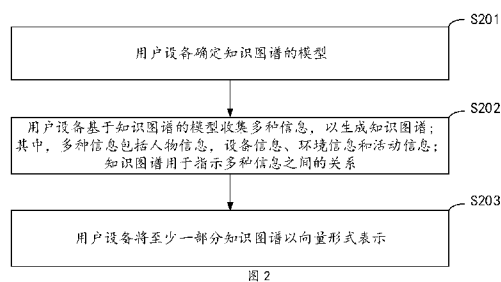 S201
用户设备确定知识图谱的模型
S202
用户设备基于知识图谱的模型收集多种信息，以生成知识图谱；
其中，多种信息包括人物信息，设备信息、环境信息和活动信息；
知识图谱用于指示多种信息之间的关系
S203
用户设备将至少一部分知识图谱以向量形式表示
图2